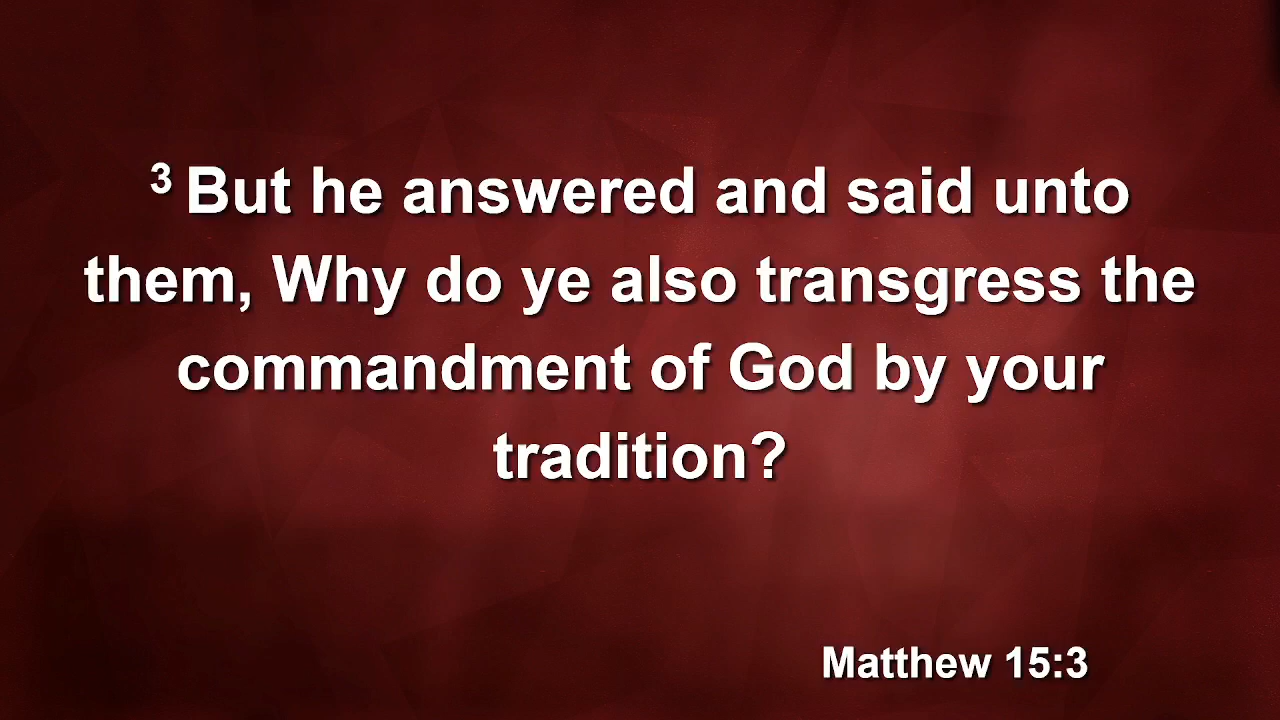 3 But he answered and said unto
them, Why do ye also transgress the
commandment of God by your
tradition?
Matthew 15:3